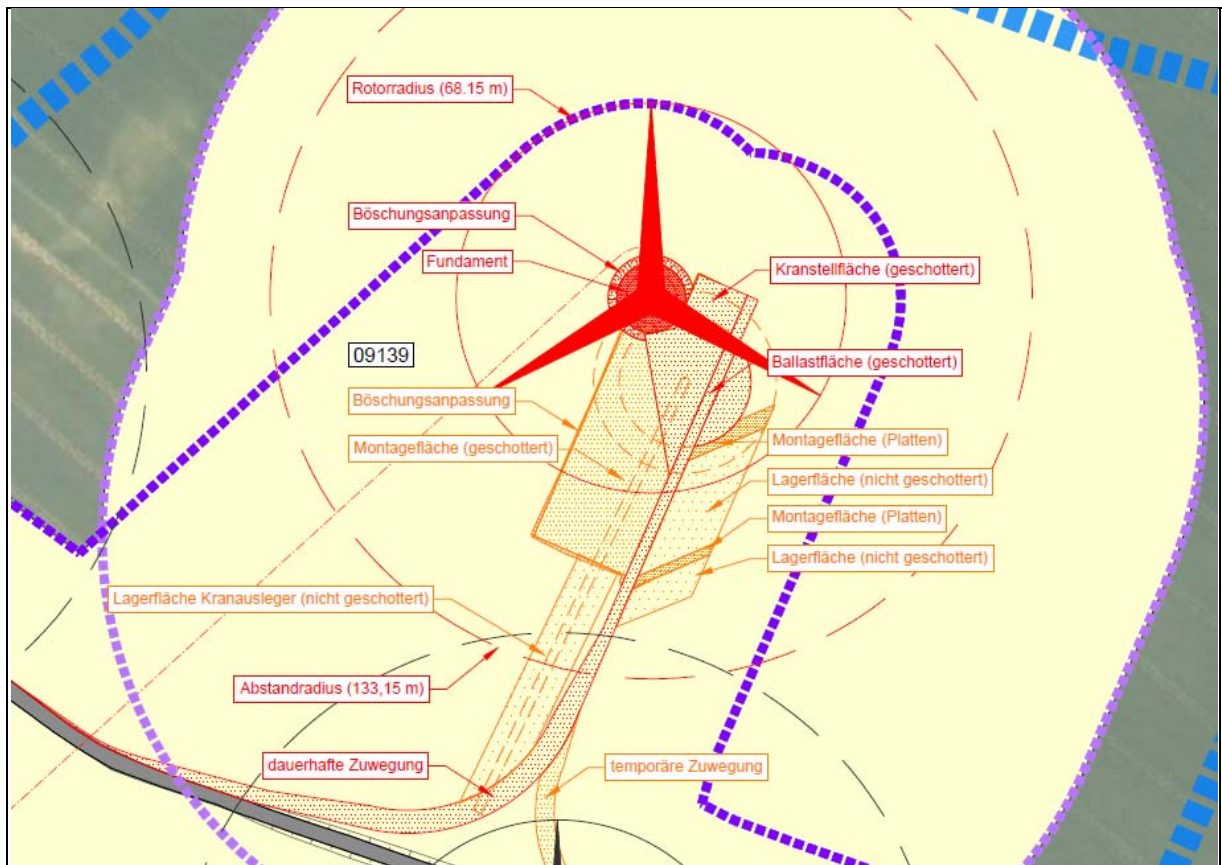 Rotorradius (68.15 m)
Böschungsanpassung
Fundament
Kranstellfläche (geschottert)
09139
Ballastfläche (geschottert)
Böschungsanpassung
Montagefläche (geschottert)
Montagefläche (Platten)
Lagerfläche (nicht geschottert)
Montagefläche (Platten)
Lagerfläche (nicht geschottert)
Lagerfläche Kranausleger (nicht geschottert)
Abstandradius (133,15 m)
dauerhafte Zuwegung
temporäre Zuwegung